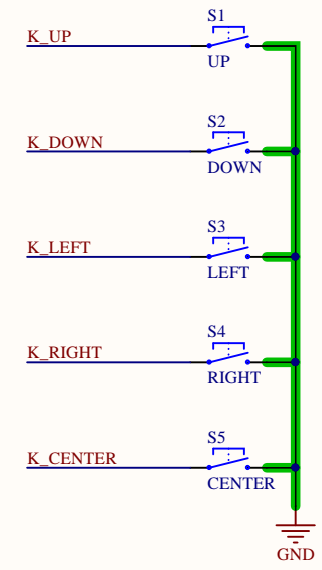 S1
K_UP
UP
S2
K_DOWN
DOWN
S3
K_LEFT
LEFT
S4
K_RIGHT
RIGHT
S5
K_CENTER
CENTER
GND